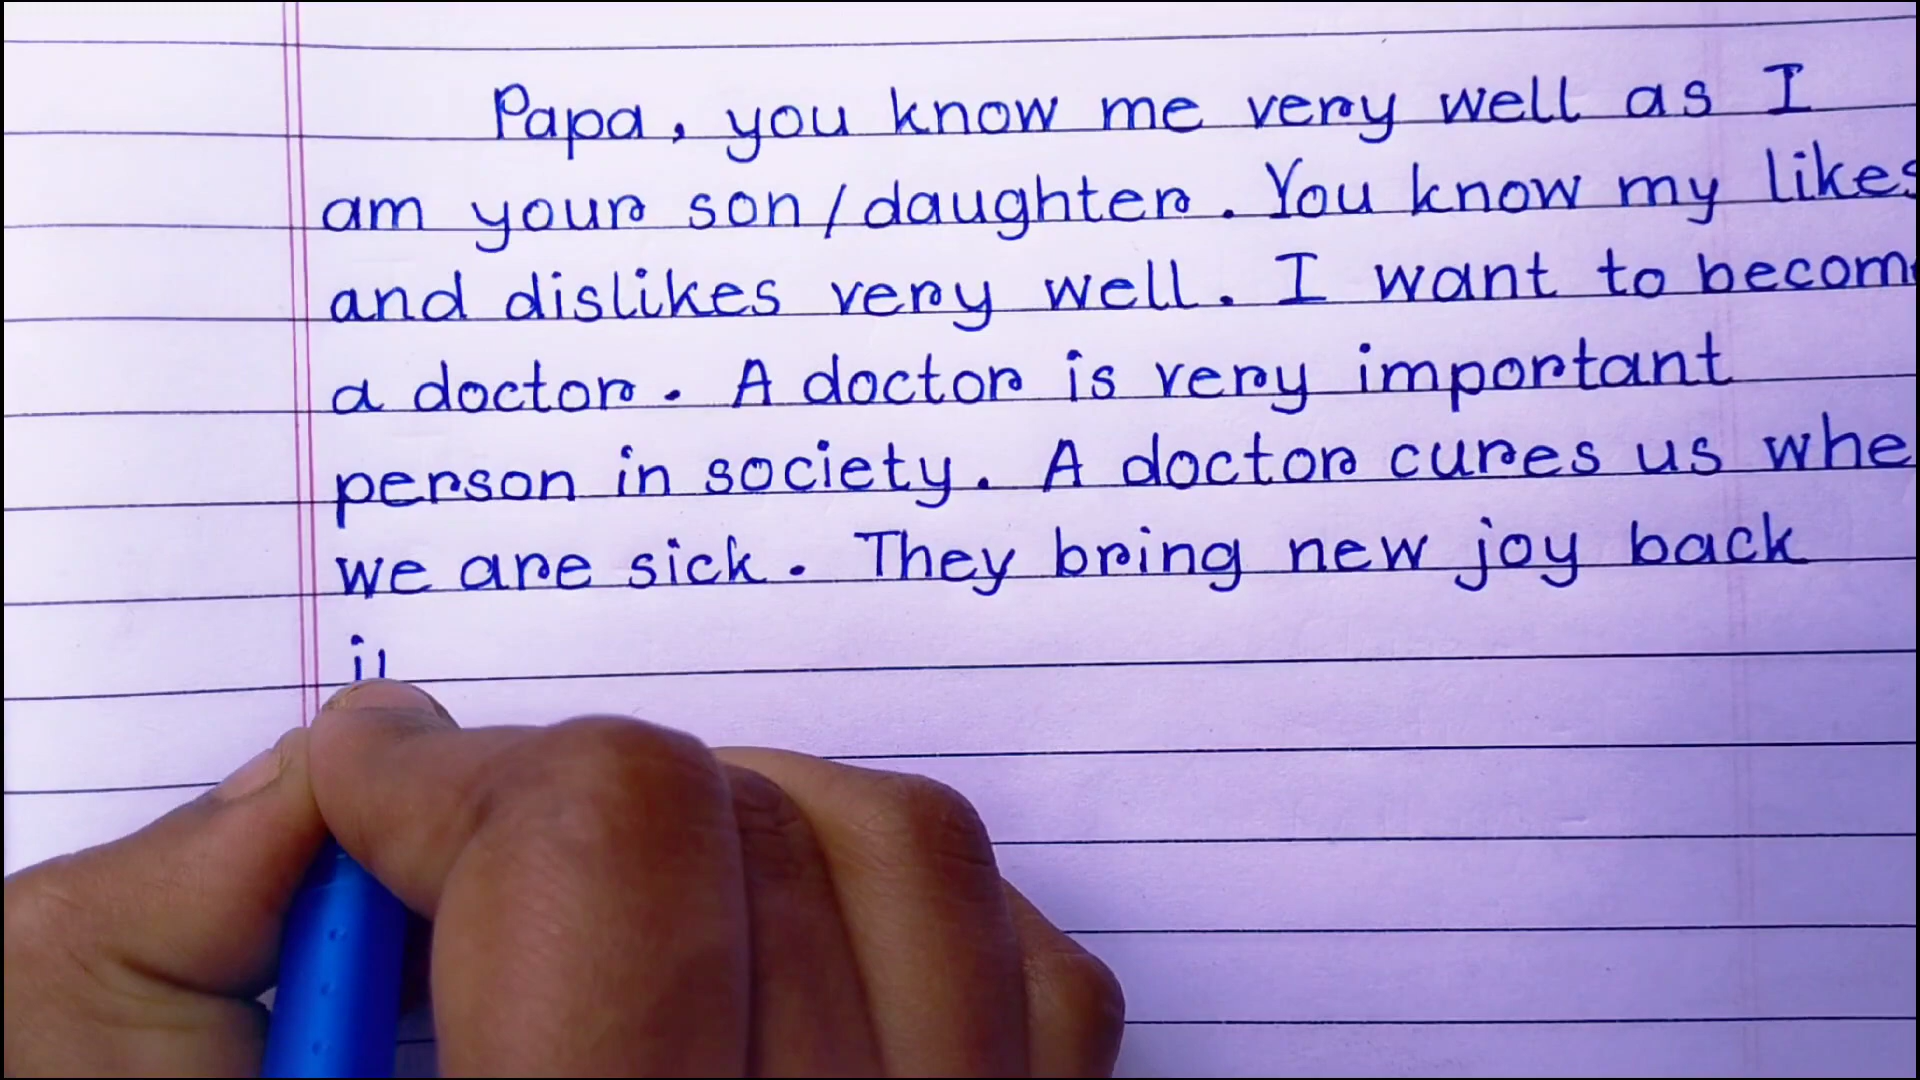 Papa, you know me very well as I
am your son/daughter. You know my likes
and dislikes very well. I want to become
a doctor. A doctor is very important
person in society. A doctor cures us whe
we are sick. They bring new joy back